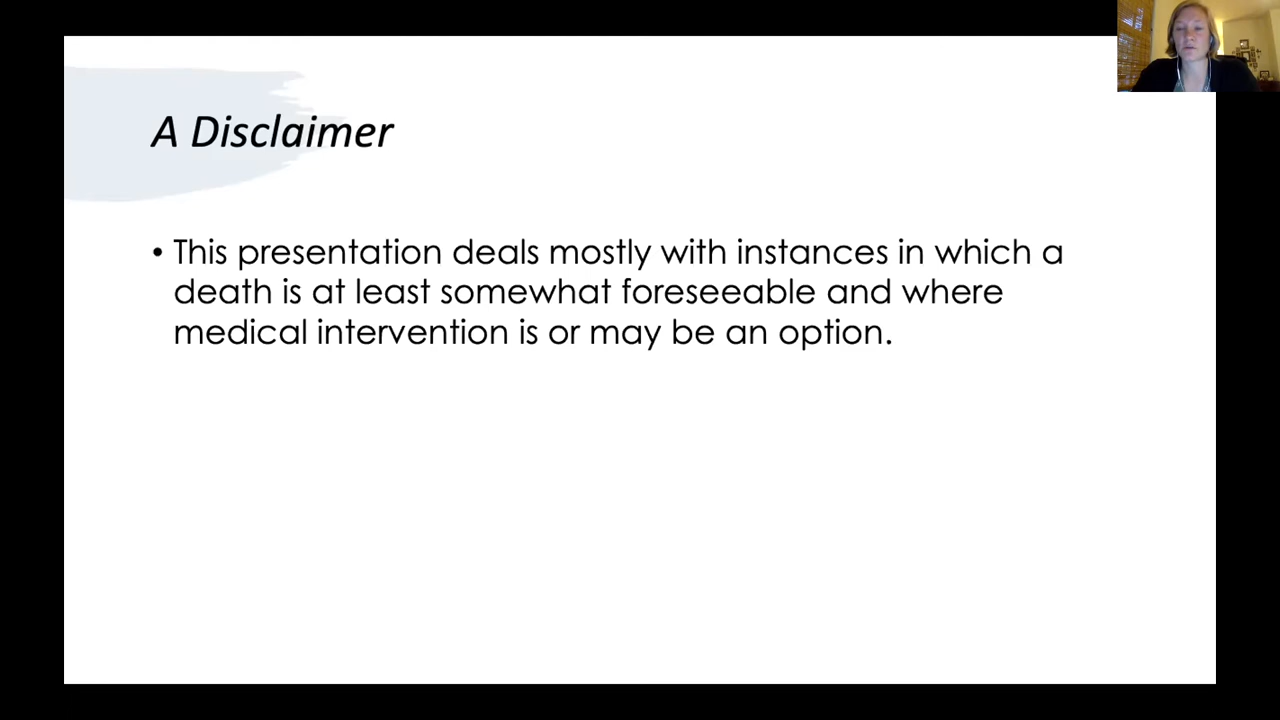 A Disclaimer
• This presentation deals mostly with instances in which a
death is at least somewhat foreseeable and where
medical intervention is or may be an option.